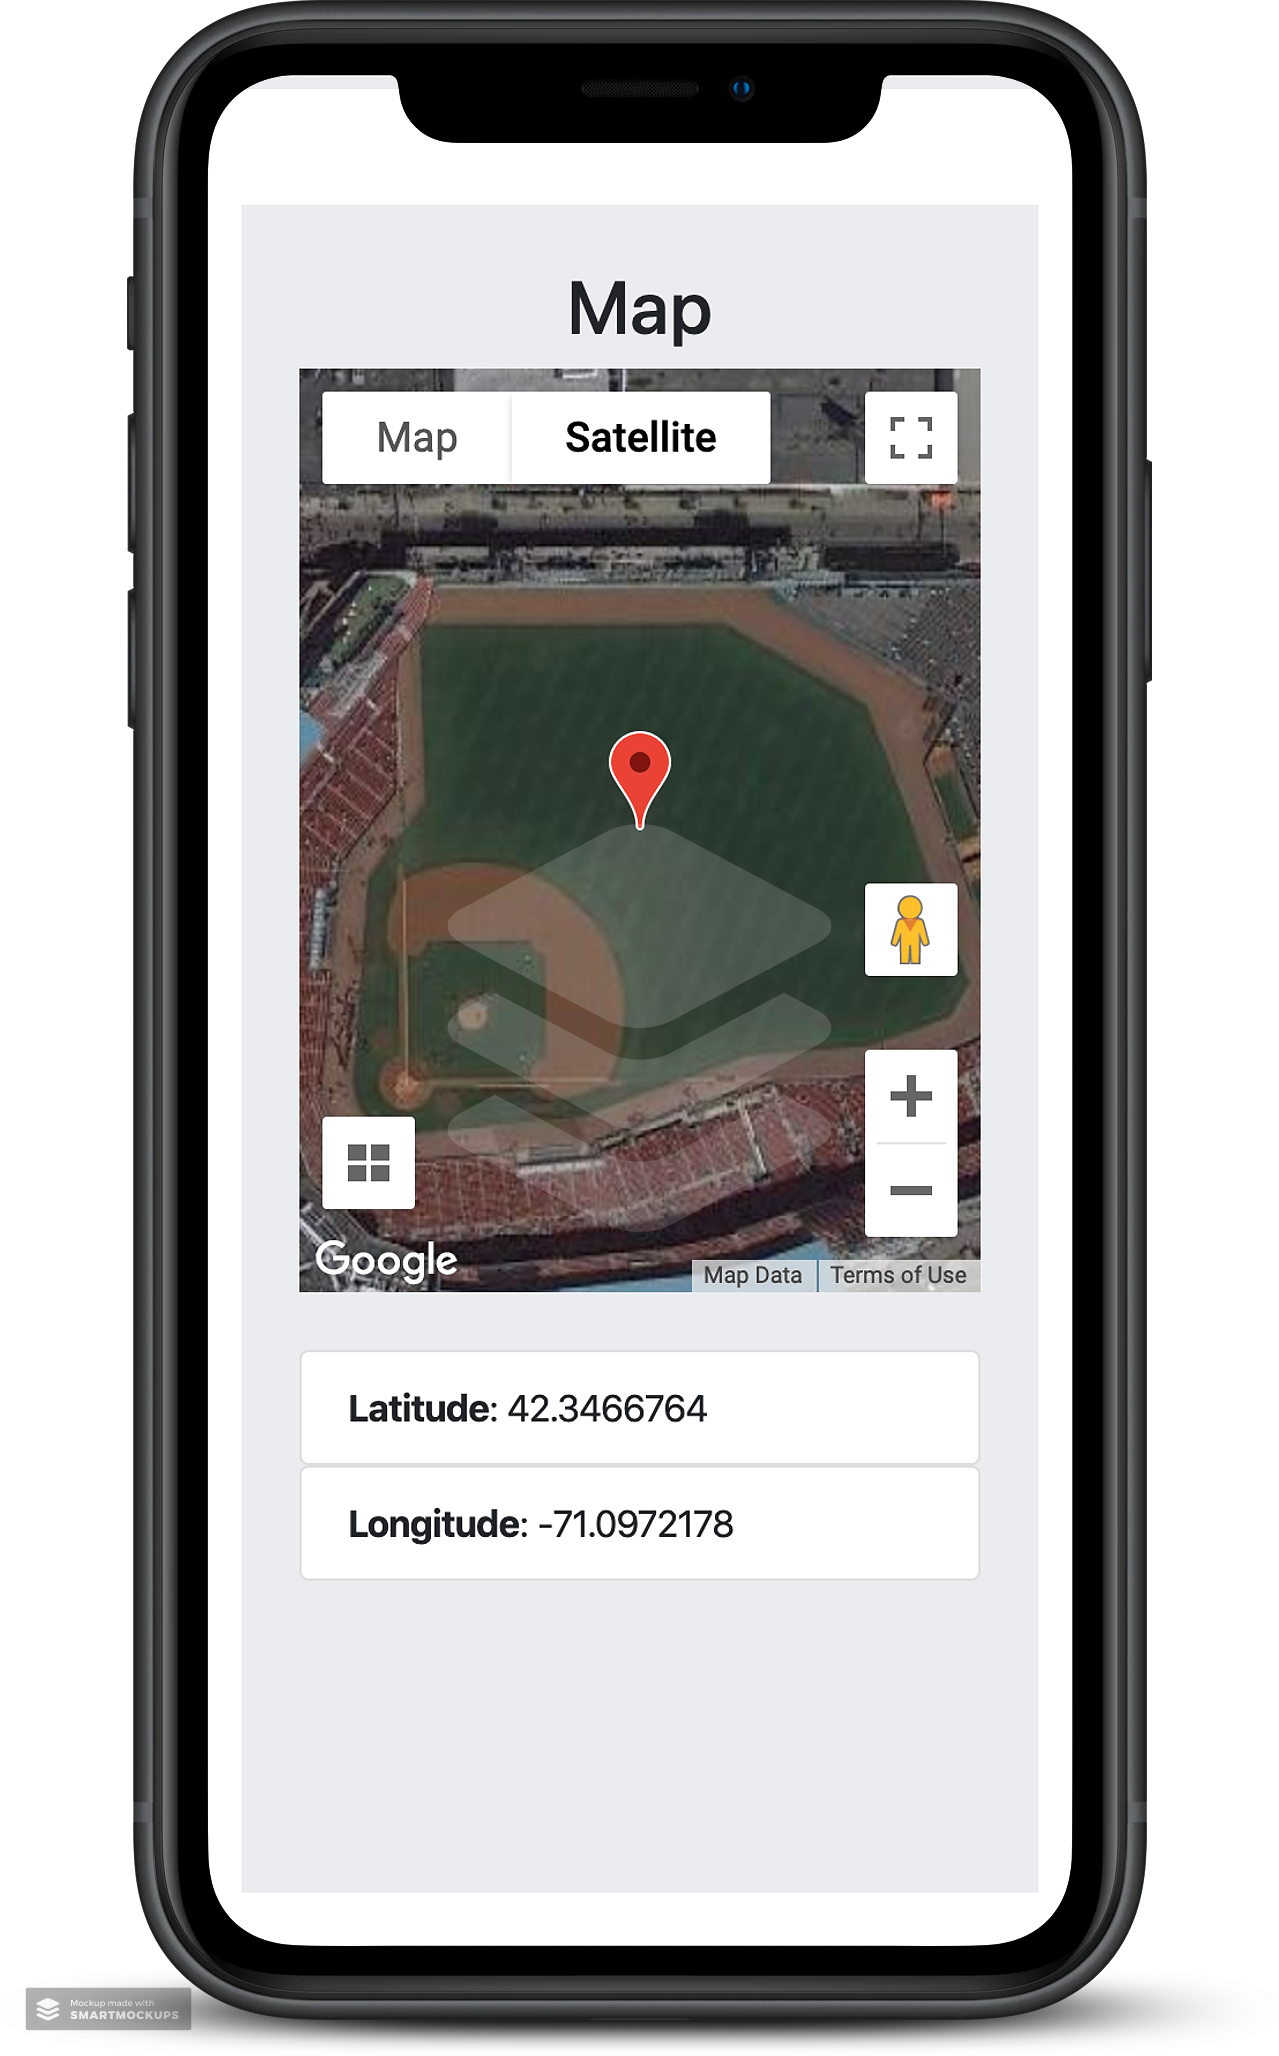 Map
Map Satellite
Google
Map Data Terms of Use
Latitude: 42.3466764
Longitude: -71.0972178
Mockup made with
SMARTMOCKUPS